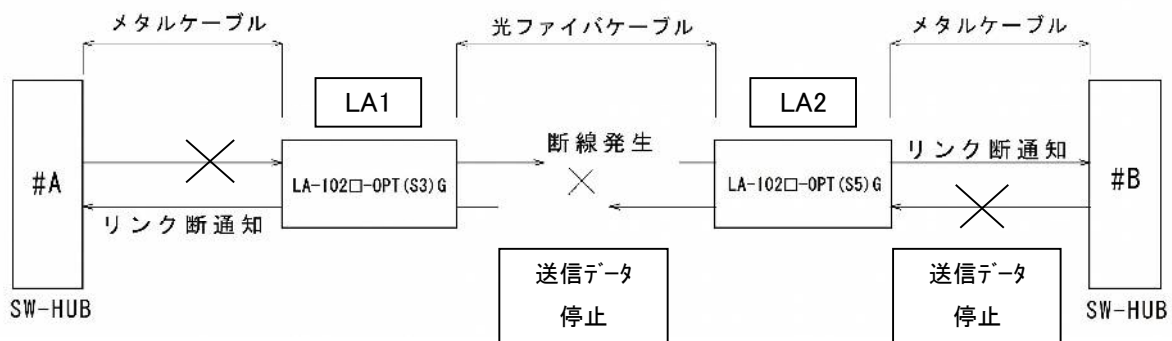 メタルケーブル
光ファイバケーブル
メタルケーブル
LA1
LA2
断線発生
リンク断通知
#A
LA-102□-OPT(S3)G
LA-102□-OPT(S5)G
#B
リンク断通知
SW-HUB
送信データ
停止
送信データ
停止
SW-HUB